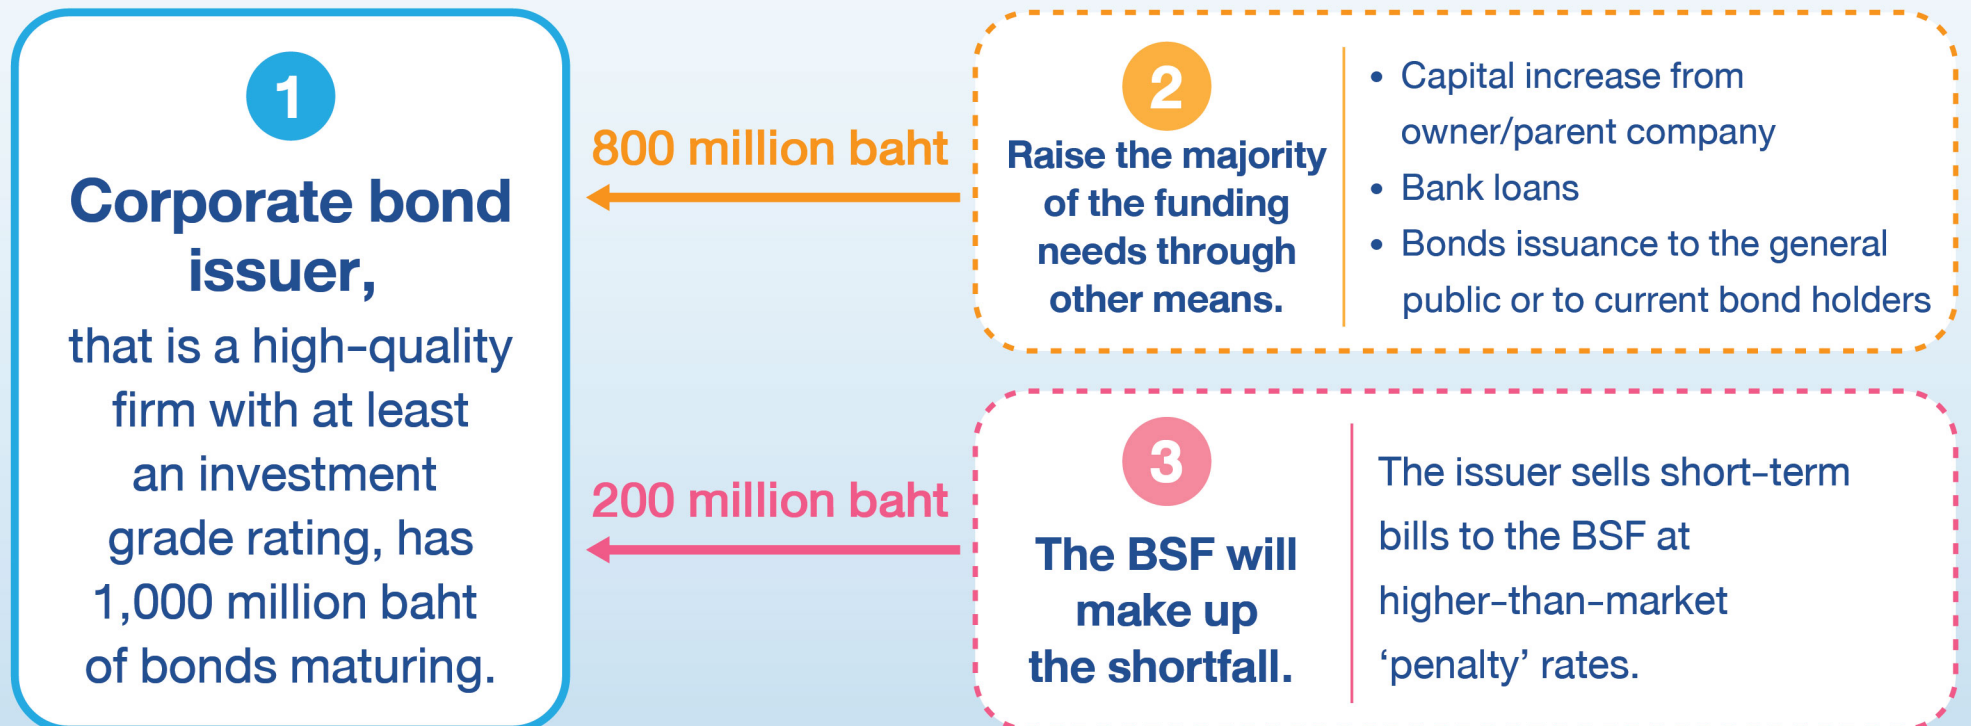 1
Corporate bond
issuer,
that is a high-quality
firm with at least
an investment
grade rating, has
1,000 million baht
of bonds maturing.
800 million baht
2
Raise the majority
of the funding
needs through
other means.
• Capital increase from
owner/parent company
• Bank loans
• Bonds issuance to the general
public or to current bond holders
200 million baht
3
The BSF will
make up
the shortfall.
The issuer sells short-term
bills to the BSF at
higher-than-market
‘penalty’ rates.